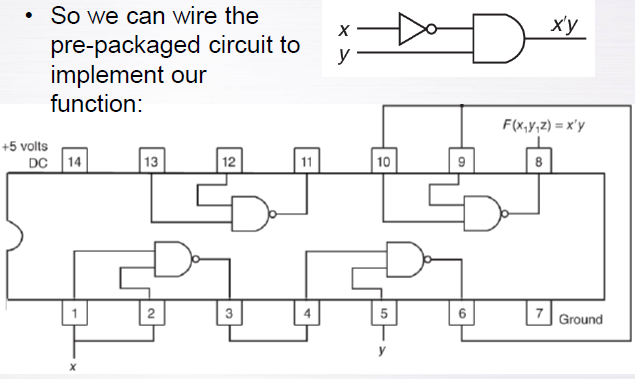 • So we can wire the
pre-packaged circuit to
implement our
function:
x
y
x'y
F(x,y,z) = x'y
+5 volts
DC
14
13
12
11
10
9
8
1
2
3
4
5
6
7
Ground
x
y